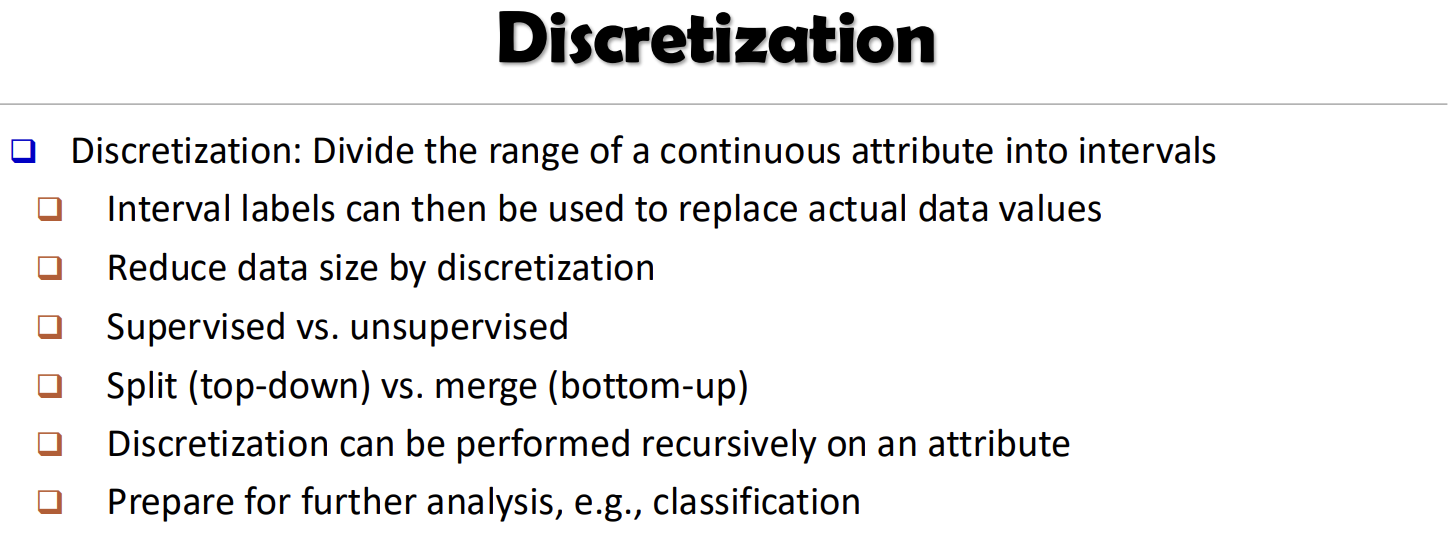 Discretization
Discretization: Divide the range of a continuous attribute into intervals
Interval labels can then be used to replace actual data values
Reduce data size by discretization
Supervised vs. unsupervised
Split (top-down) vs. merge (bottom-up)
Discretization can be performed recursively on an attribute
Prepare for further analysis, e.g., classification